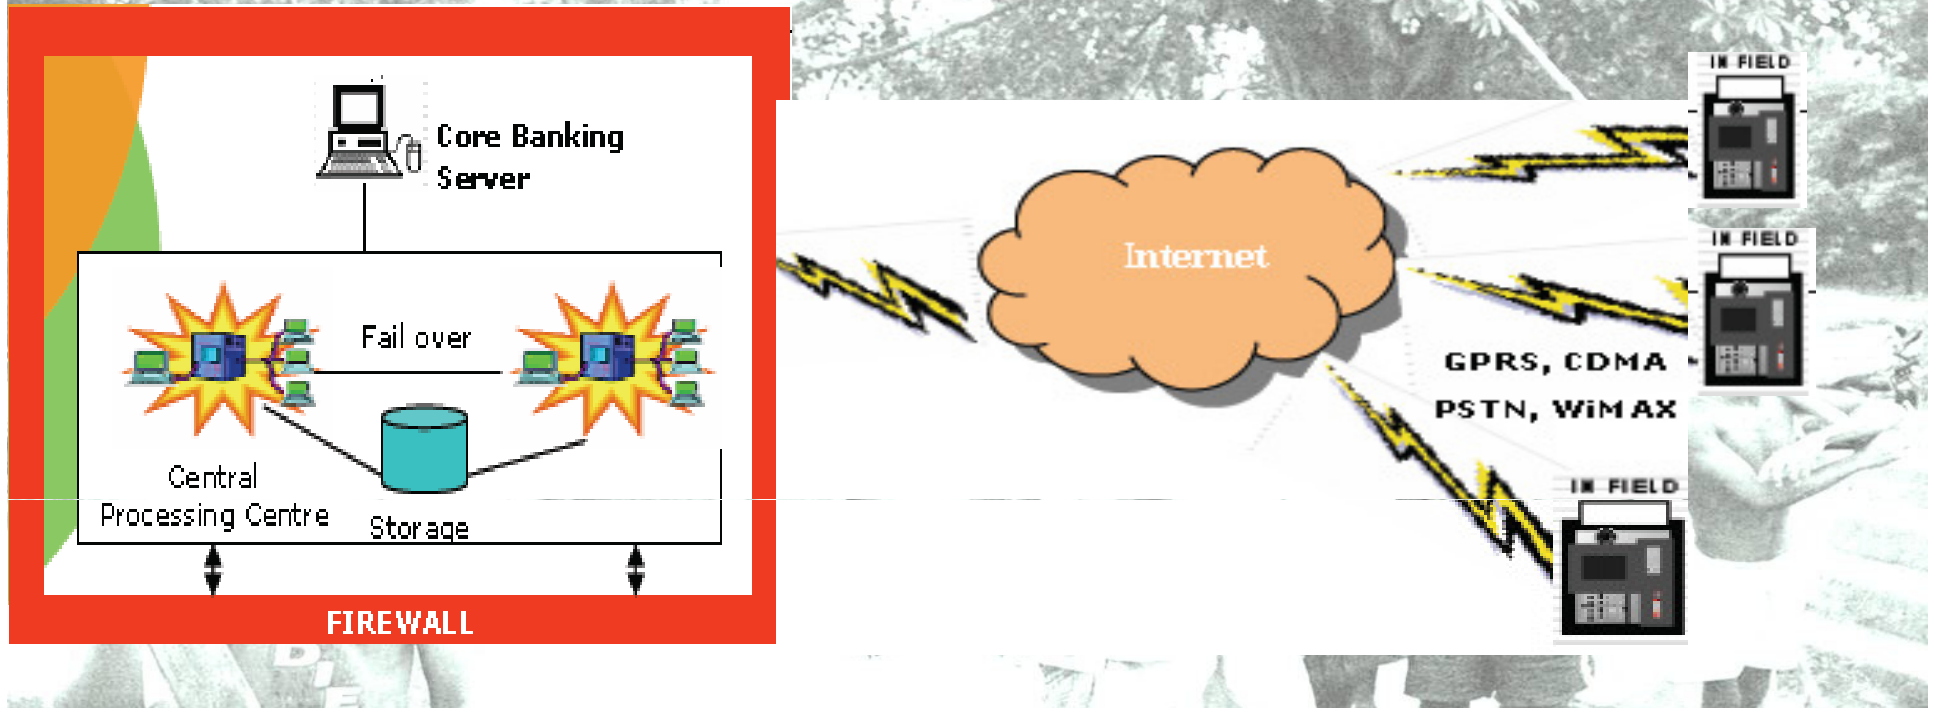 Core Banking
Server
Fail over
Central
Processing Centre
Storage
FIREWALL
Internet
GPRS, CDMA
PSTN, WiMAX
IN FIELD
IN FIELD
IN FIELD
DIE